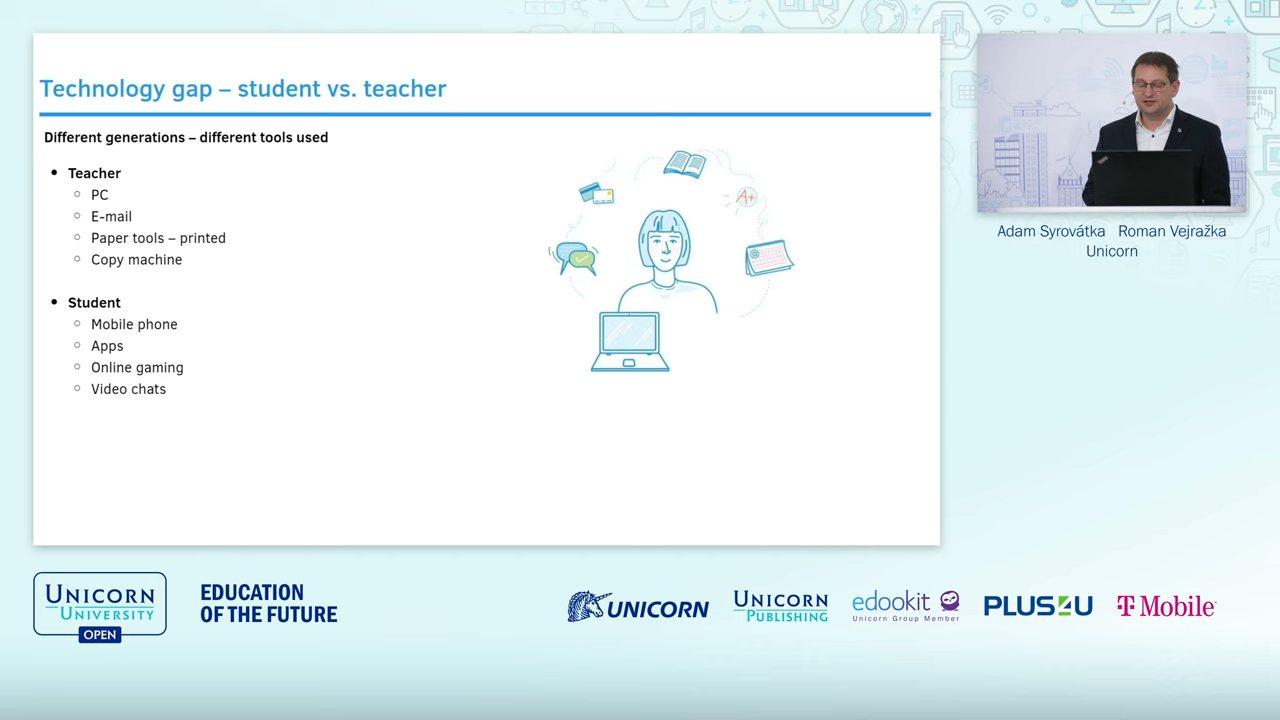 Technology gap – student vs. teacher
Different generations – different tools used
Teacher
PC
E-mail
Paper tools – printed
Copy machine
Student
Mobile phone
Apps
Online gaming
Video chats
A+
Adam Syrovátka Roman Vejražka
Unicorn
UNICORN
UNIVERSITY
OPEN
EDUCATION
OF THE FUTURE
UNICORN
UNICORN
PUBLISHING
edookit
Unicorn Group Member
PLUS4U
T Mobile